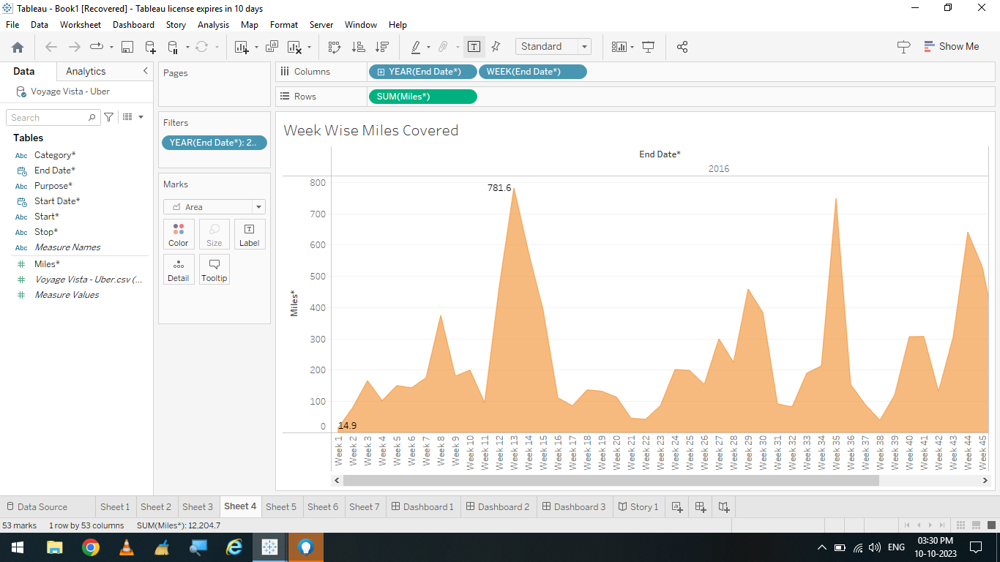 Tableau - Book1 [Recovered] - Tableau license expires in 10 days
File Data Worksheet Dashboard Story Analysis Map Format Server Window Help
Standard
Show Me
Data Analytics
Voyage Vista - Uber
Search
Tables
Abc Category*
End Date*
Abc Purpose*
Start Date*
Abc Start*
Abc Stop*
Abc Measure Names
Miles*
Voyage Vista - Uber.csv (...
Measure Values
Pages
Filters
YEAR(End Date*): 2..
Marks
Area
Color Size Label
Detail Tooltip
Columns YEAR(End Date*) WEEK(End Date*)
Rows SUM(Miles*)
Week Wise Miles Covered
End Date*
2016
Miles*
800
700
600
500
400
300
200
100
0
781.6
14.9
Week 1
Week 2
Week 3
Week 4
Week 5
Week 6
Week 7
Week 8
Week 9
Week 10
Week 11
Week 12
Week 13
Week 14
Week 15
Week 16
Week 17
Week 18
Week 19
Week 20
Week 21
Week 22
Week 23
Week 24
Week 25
Week 26
Week 27
Week 28
Week 29
Week 30
Week 31
Week 32
Week 33
Week 34
Week 35
Week 36
Week 37
Week 38
Week 39
Week 40
Week 41
Week 42
Week 43
Week 44
Week 45
Data Source Sheet 1 Sheet 2 Sheet 3 Sheet 4 Sheet 5 Sheet 6 Sheet 7 Dashboard 1 Dashboard 2 Dashboard 3 Story 1
53 marks 1 row by 53 columns SUM(Miles*): 12,204.7
ENG
03:30 PM
10-10-2023